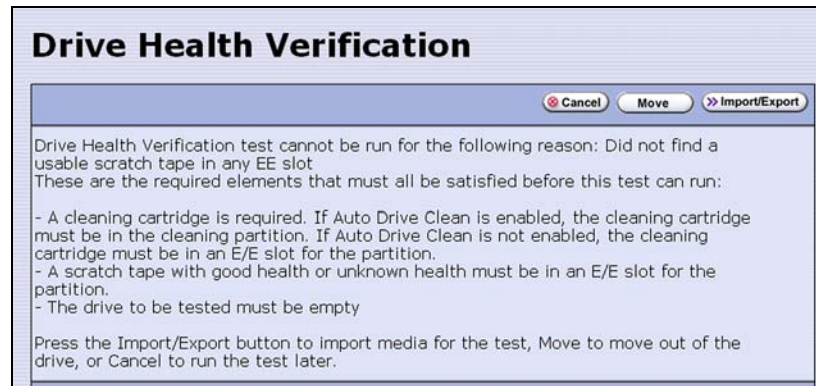 Drive Health Verification
Cancel Move Import/Export
Drive Health Verification test cannot be run for the following reason: Did not find a
usable scratch tape in any EE slot
These are the required elements that must all be satisfied before this test can run:
- A cleaning cartridge is required. If Auto Drive Clean is enabled, the cleaning cartridge
must be in the cleaning partition. If Auto Drive Clean is not enabled, the cleaning
cartridge must be in an E/E slot for the partition.
- A scratch tape with good health or unknown health must be in an E/E slot for the
partition.
- The drive to be tested must be empty
Press the Import/Export button to import media for the test, Move to move out of the
drive, or Cancel to run the test later.